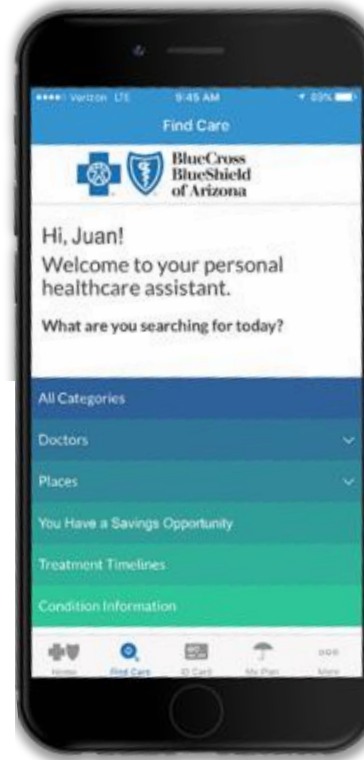 Verizon LTE 9:45 AM 89%
Find Care
BlueCross
BlueShield
of Arizona
Hi, Juan!
Welcome to your personal
healthcare assistant.
What are you searching for today?
All Categories
Doctors
Places
You Have a Savings Opportunity
Treatment Timelines
Condition Information
Home Find Care ID Card My Plan More